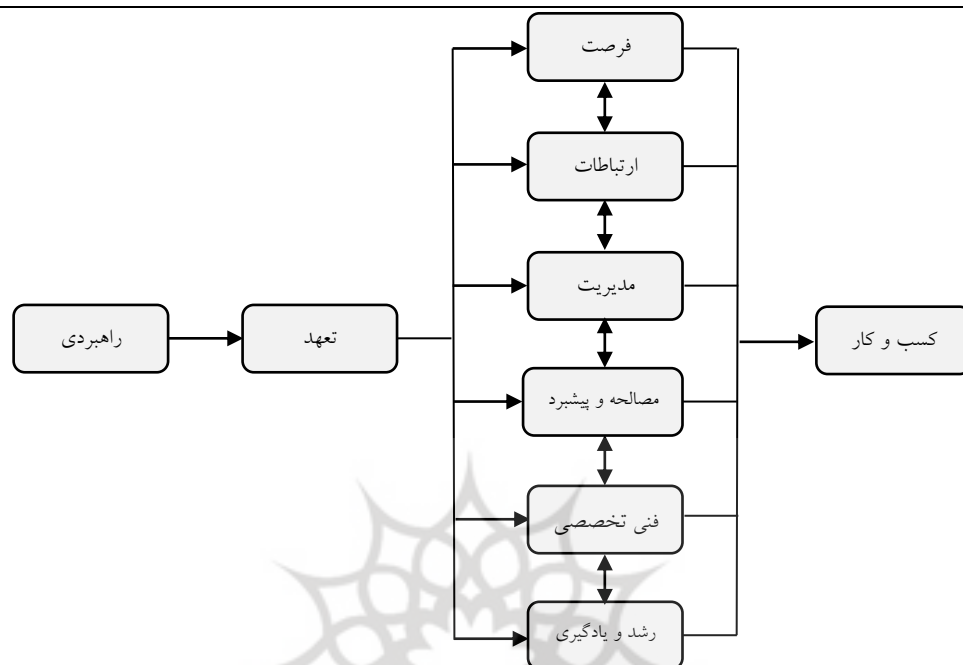 فرصت
ارتباطات
مدیریت
راهبردی
تعهد
کسب و کار
مصالحه و پیشبرد
فنی تخصصی
رشد و یادگیری